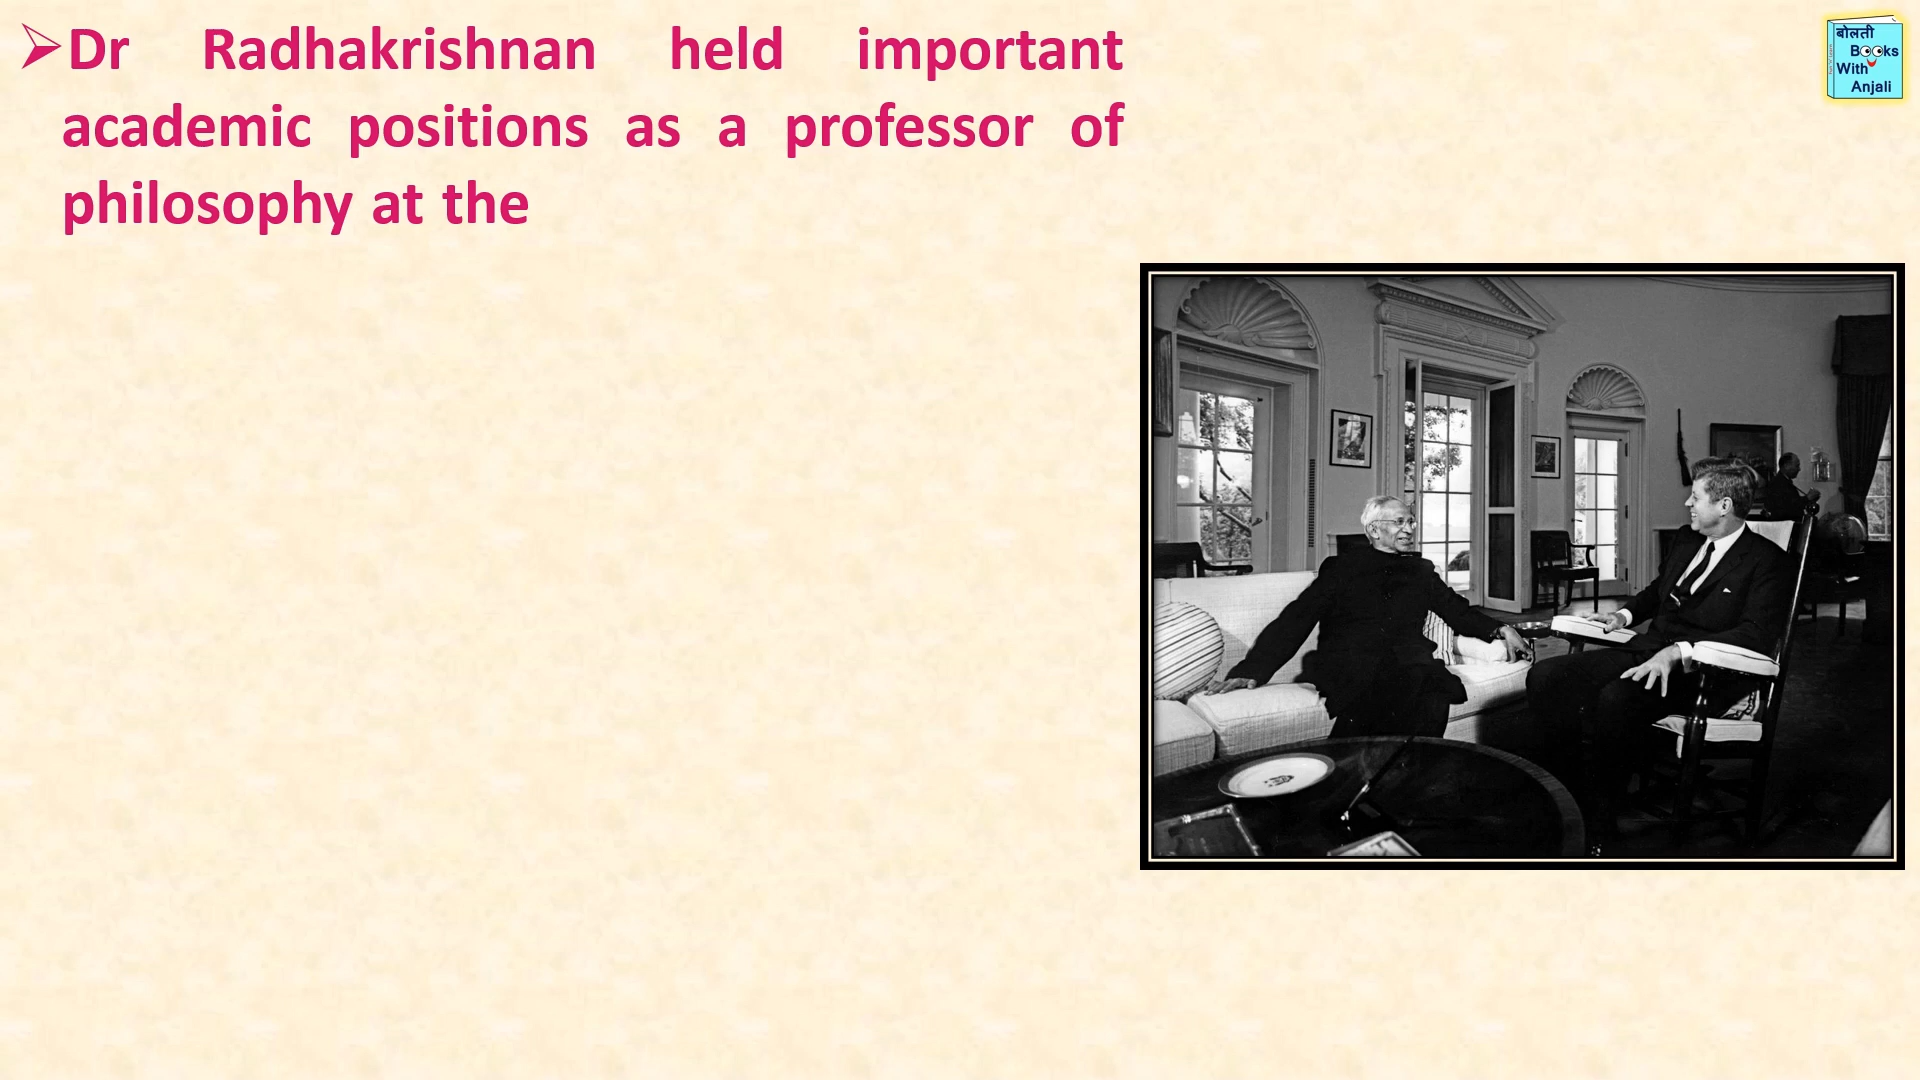 Dr Radhakrishnan held important
academic positions as a professor of
philosophy at the
बोलती
Books
With
Anjali